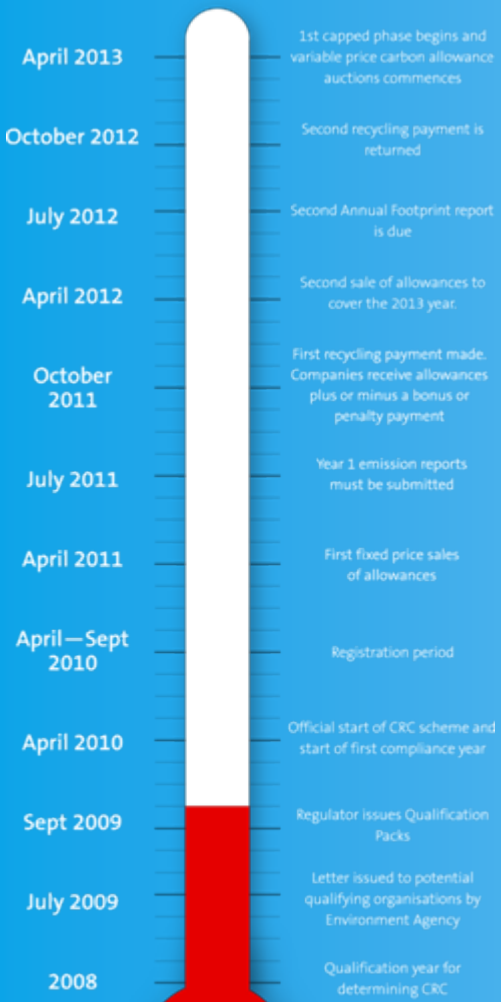 April 2013
1st capped phase begins and
variable price carbon allowance
auctions commences
October 2012
Second recycling payment is
returned
July 2012
Second Annual Footprint report
is due
April 2012
Second sale of allowances to
cover the 2013 year.
October
2011
First recycling payment made.
Companies receive allowances
plus or minus a bonus or
penalty payment
July 2011
Year 1 emission reports
must be submitted
April 2011
First fixed price sales
of allowances
April—Sept
2010
Registration period
April 2010
Official start of CRC scheme and
start of first compliance year
Sept 2009
Regulator issues Qualification
Packs
July 2009
Letter issued to potential
qualifying organisations by
Environment Agency
2008
Qualification year for
determining CRC